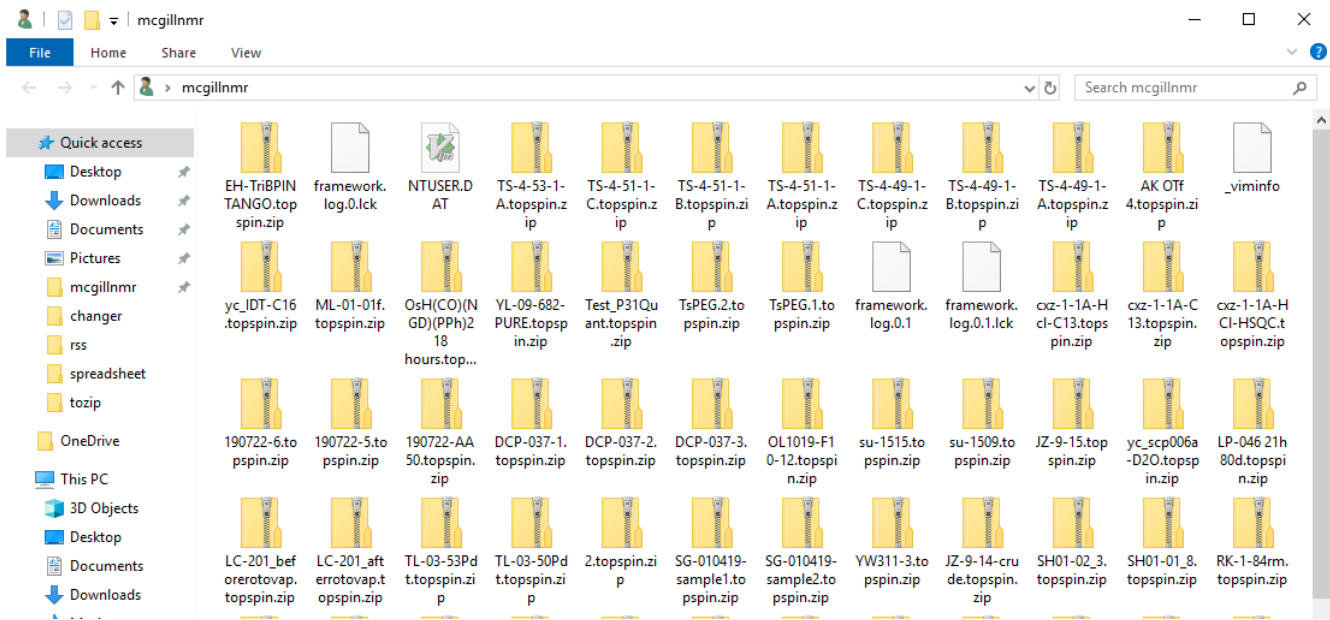 mcgillnmr
File Home Share View
mcgillnmr
Search mcgillnmr
Quick access
Desktop
Downloads
Documents
Pictures
mcgillnmr
changer
rss
spreadsheet
tozip
OneDrive
This PC
3D Objects
Desktop
Documents
Downloads
EH-TriBPIN framework. NTUSER.D TS-4-53-1- TS-4-51-1- TS-4-51-1- TS-4-51-1- TS-4-49-1- TS-4-49-1- TS-4-49-1- AK OTf _viminfo
TANGO.top log.0.lck AT A.topspin.z C.topspin.z B.topspin.zi A.topspin.z C.topspin.z B.topspin.zi A.topspin.z 4.topspin.zi
spin.zip ip ip p ip ip p ip p
yc_IDT-C16 ML-01-01f. OsH(CO)(N YL-09-682- Test_P31Qu TsPEG.2.to TsPEG.1.to framework. framework. cxz-1-1A-H cxz-1-1A-C cxz-1-1A-H
.topspin.zip topspin.zip GD)(PPh)2 PURE.topsp ant.topspin pspin.zip pspin.zip log.0.1 log.0.1.lck cl-C13.tops 13.topspin. Cl-HSQC.t
18 in.zip .zip pin.zip zip opspin.zip
hours.top...
190722-6.to 190722-5.to 190722-AA DCP-037-1. DCP-037-2. DCP-037-3. OL1019-F1 su-1515.to su-1509.to JZ-9-15.top yc_scp006a LP-046 21h
pspin.zip pspin.zip 50.topspin. topspin.zip topspin.zip topspin.zip 0-12.topspi pspin.zip pspin.zip spin.zip -D2O.topsp 80d.topspi
zip n.zip in.zip n.zip
LC-201_bef LC-201_aft TL-03-53Pd TL-03-50Pd 2.topspin.zi SG-010419- SG-010419- YW311-3.to JZ-9-14-cru SH01-02_3. SH01-01_8. RK-1-84rm.
orerotovap. errotovap.t t.topspin.zi t.topspin.zi p sample1.to sample2.to pspin.zip de.topspin. topspin.zip topspin.zip topspin.zip
topspin.zip opspin.zip p p pspin.zip pspin.zip zip